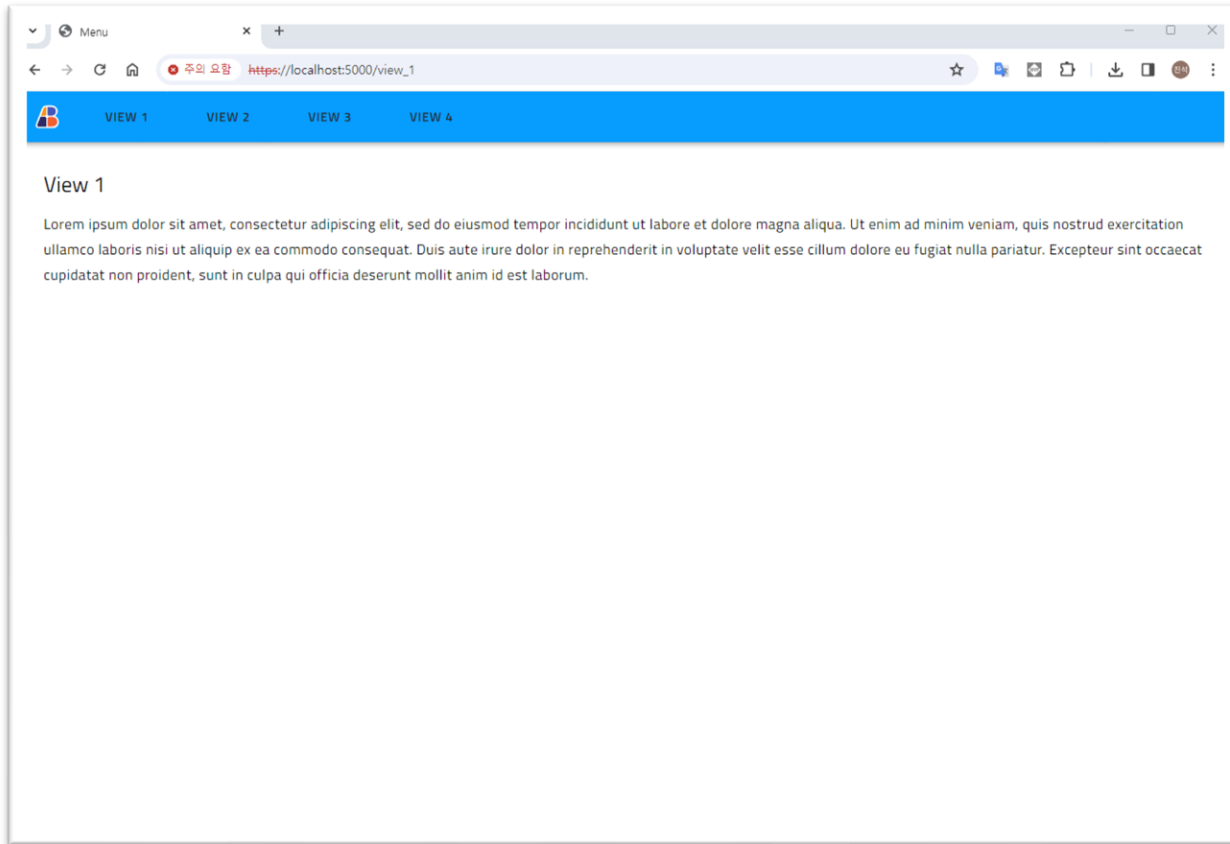 Menu
주의 요함 https://localhost:5000/view_1
진석
VIEW 1 VIEW 2 VIEW 3 VIEW 4
View 1
Lorem ipsum dolor sit amet, consectetur adipiscing elit, sed do eiusmod tempor incididunt ut labore et dolore magna aliqua. Ut enim ad minim veniam, quis nostrud exercitation
ullamco laboris nisi ut aliquip ex ea commodo consequat. Duis aute irure dolor in reprehenderit in voluptate velit esse cillum dolore eu fugiat nulla pariatur. Excepteur sint occaecat
cupidatat non proident, sunt in culpa qui officia deserunt mollit anim id est laborum.